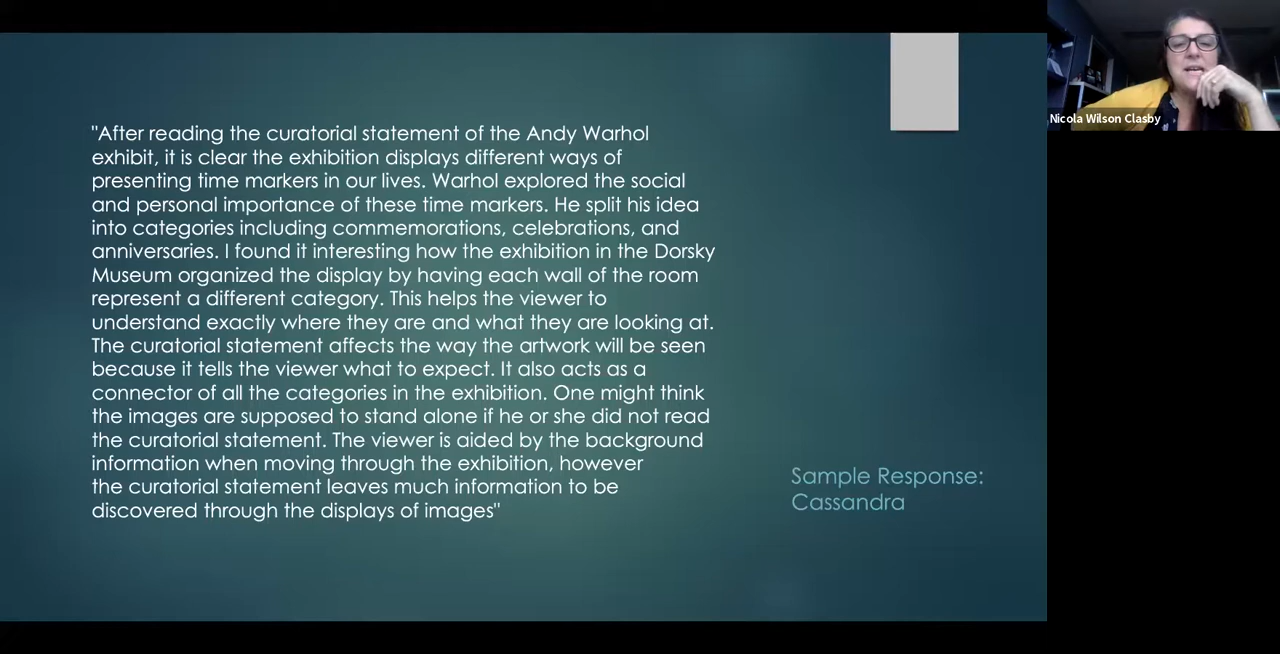 "After reading the curatorial statement of the Andy Warhol
exhibit, it is clear the exhibition displays different ways of
presenting time markers in our lives. Warhol explored the social
and personal importance of these time markers. He split his idea
into categories including commemorations, celebrations, and
anniversaries. I found it interesting how the exhibition in the Dorsky
Museum organized the display by having each wall of the room
represent a different category. This helps the viewer to
understand exactly where they are and what they are looking at.
The curatorial statement affects the way the artwork will be seen
because it tells the viewer what to expect. It also acts as a
connector of all the categories in the exhibition. One might think
the images are supposed to stand alone if he or she did not read
the curatorial statement. The viewer is aided by the background
information when moving through the exhibition, however
the curatorial statement leaves much information to be
discovered through the displays of images"
Sample Response:
Cassandra
Nicola Wilson Clasby